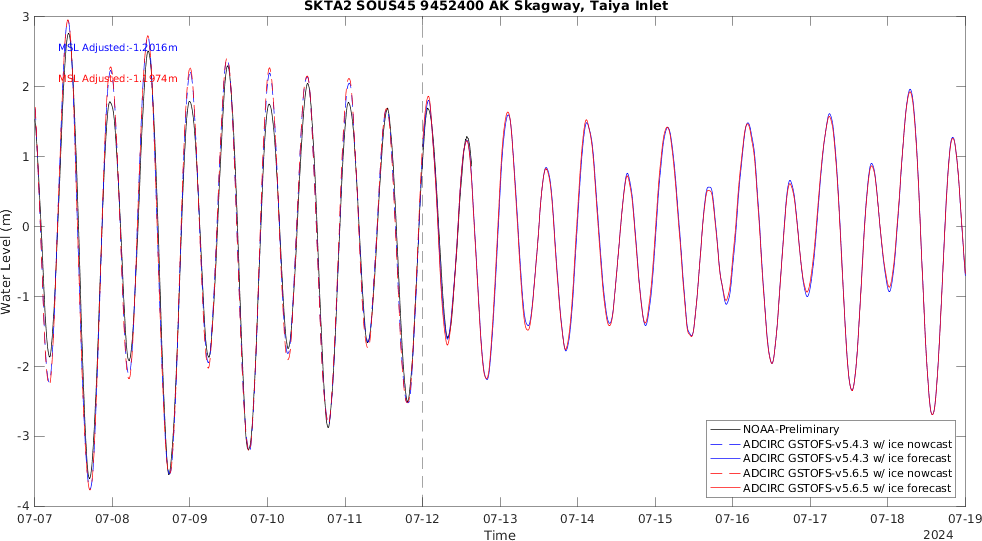 SKTA2 SOUS45 9452400 AK Skagway, Taiya Inlet
MSL Adjusted:-1.2016m
MSL Adjusted:-1.1974m
Water Level (m)
3
2
1
0
-1
-2
-3
-4
NOAA-Preliminary
ADCIRC GSTOFS-v5.4.3 w/ ice nowcast
ADCIRC GSTOFS-v5.4.3 w/ ice forecast
ADCIRC GSTOFS-v5.6.5 w/ ice nowcast
ADCIRC GSTOFS-v5.6.5 w/ ice forecast
07-07 07-08 07-09 07-10 07-11 07-12 07-13 07-14 07-15 07-16 07-17 07-18 07-19
Time
2024